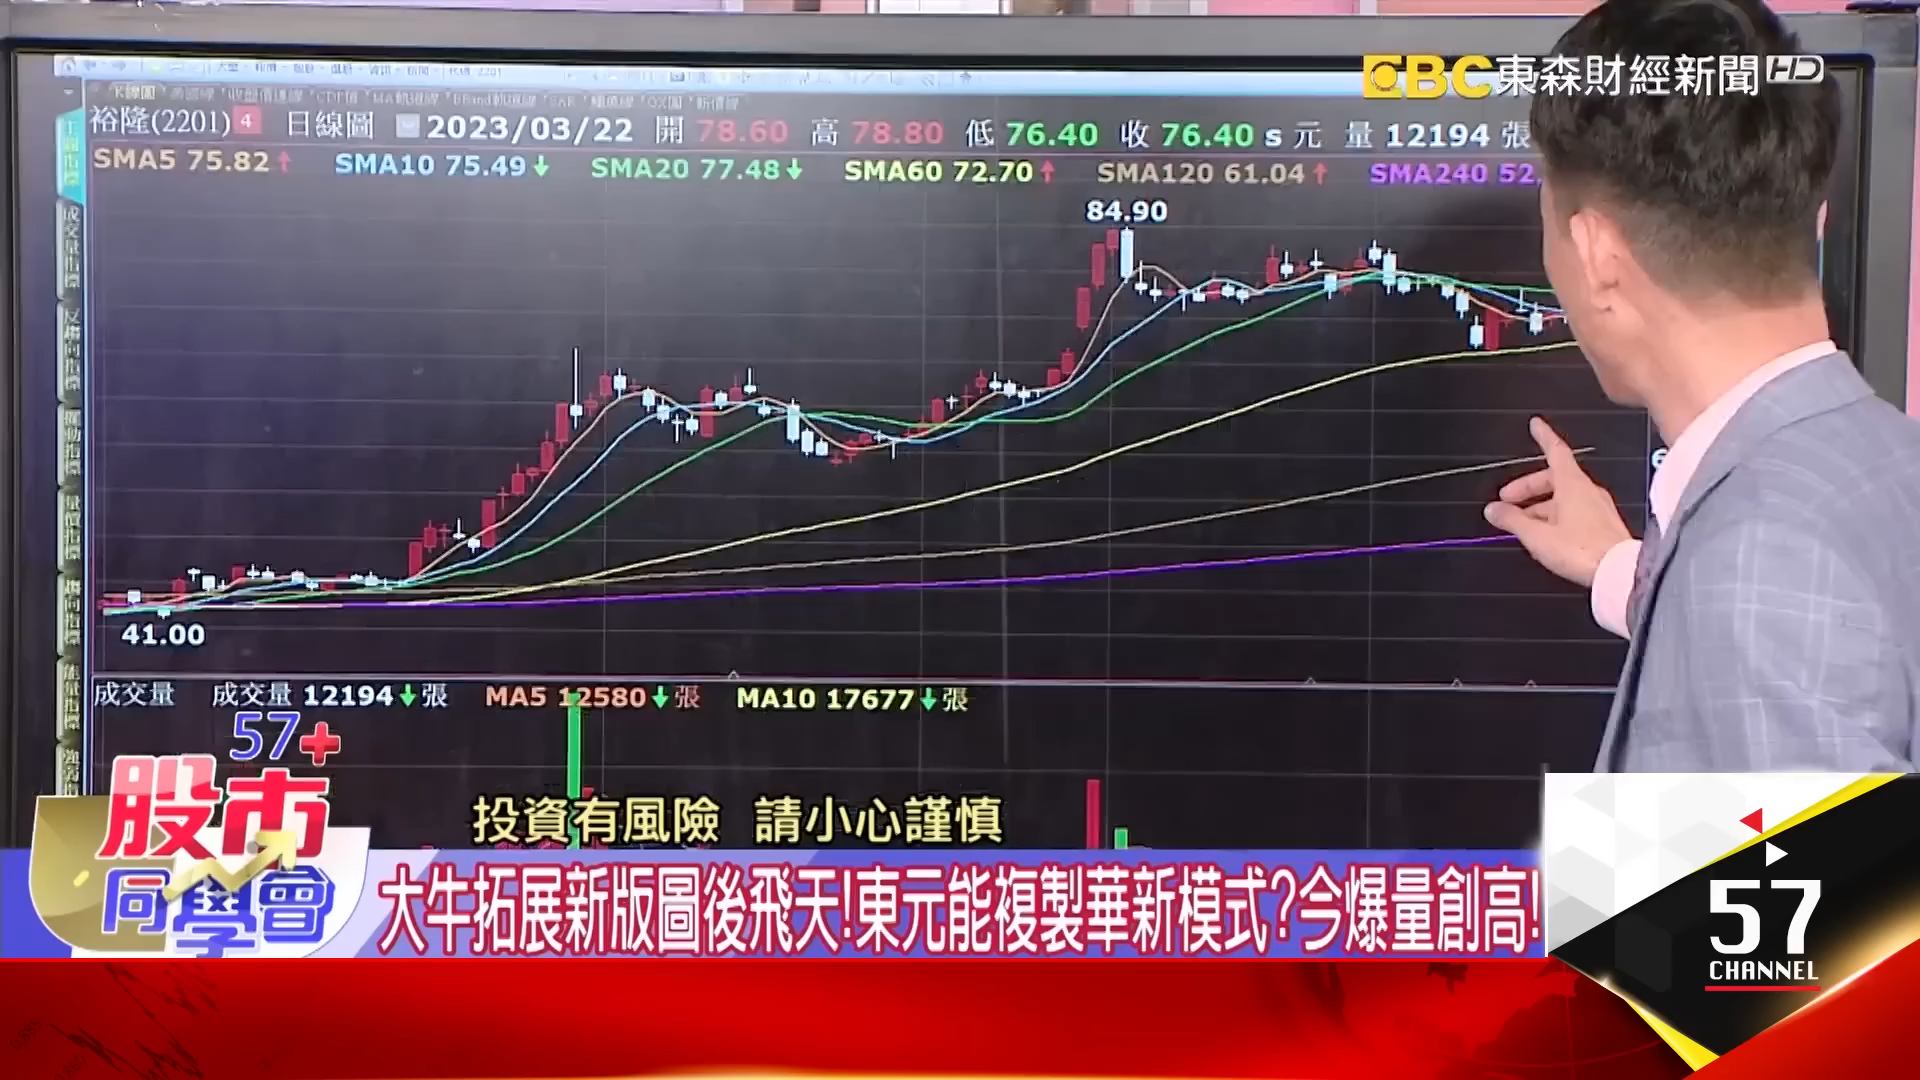 EBC 東森財經新聞 HD
裕隆(2201) 4 日線圖 2023/03/22 開 78.60 高 78.80 低 76.40 收 76.40 s 元 量 12194 張
SMA5 75.82↑ SMA10 75.49↓ SMA20 77.48↓ SMA60 72.70↑ SMA120 61.04↑ SMA240 52.
84.90
41.00
成交量 成交量 12194↓張 MA5 12580↓張 MA10 17677↓張
57+
股市
同學會
投資有風險 請小心謹慎
大牛拓展新版圖後飛天!東元能複製華新模式?今爆量創高!
57
CHANNEL